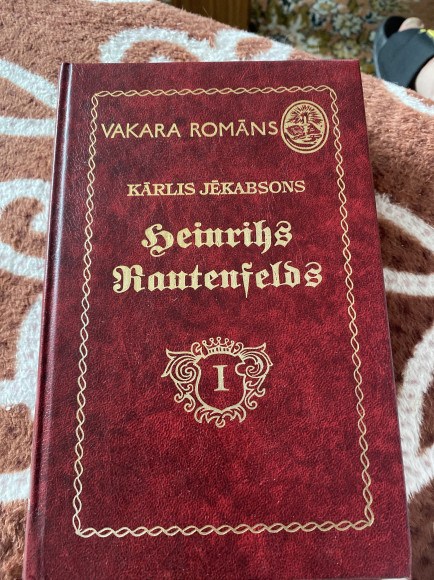 VAKARA ROMĀNS
KĀRLIS JĒKABSONS
Heinrihs
Rautenfelds
I